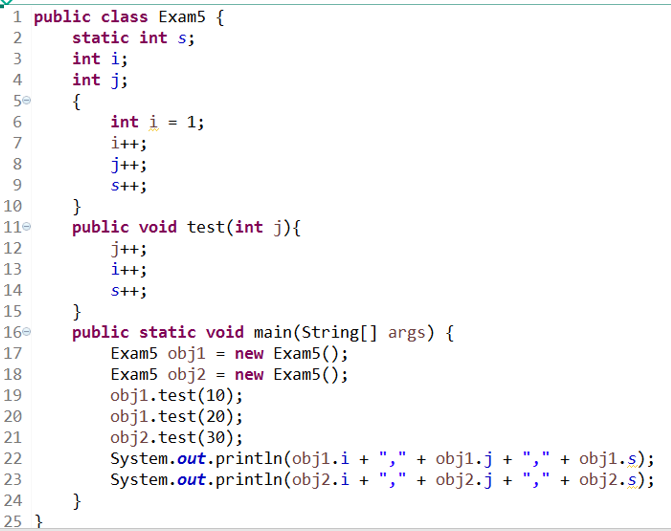 1 public class Exam5 {
2 static int s;
3 int i;
4 int j;
5 {
6 int i = 1;
7 i++;
8 j++;
9 s++;
10 }
11 public void test(int j){
12 j++;
13 i++;
14 s++;
15 }
16 public static void main(String[] args) {
17 Exam5 obj1 = new Exam5();
18 Exam5 obj2 = new Exam5();
19 obj1.test(10);
20 obj1.test(20);
21 obj2.test(30);
22 System.out.println(obj1.i + "," + obj1.j + "," + obj1.s);
23 System.out.println(obj2.i + "," + obj2.j + "," + obj2.s);
24 }
25 }